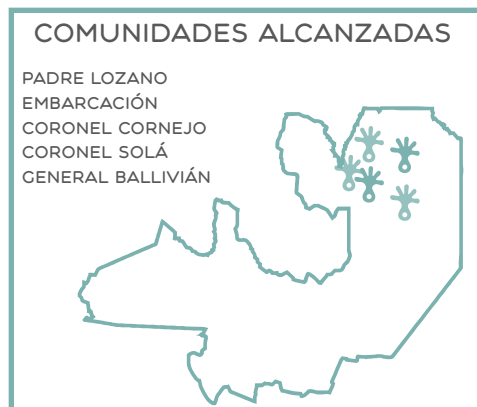 COMUNIDADES ALCANZADAS
PADRE LOZANO
EMBARCACIÓN
CORONEL CORNEJO
CORONEL SOLÁ
GENERAL BALLIVIÁN